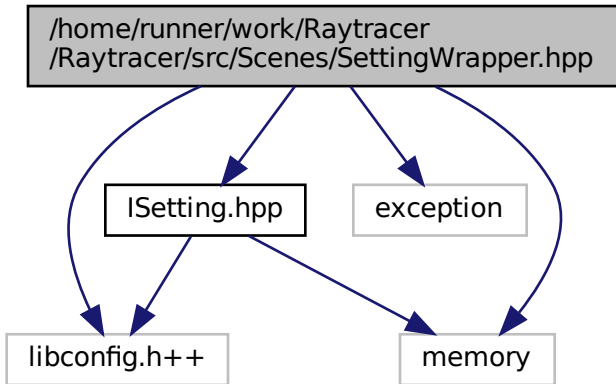 /home/runner/work/Raytracer
/Raytracer/src/Scenes/SettingWrapper.hpp
ISetting.hpp
exception
libconfig.h++
memory